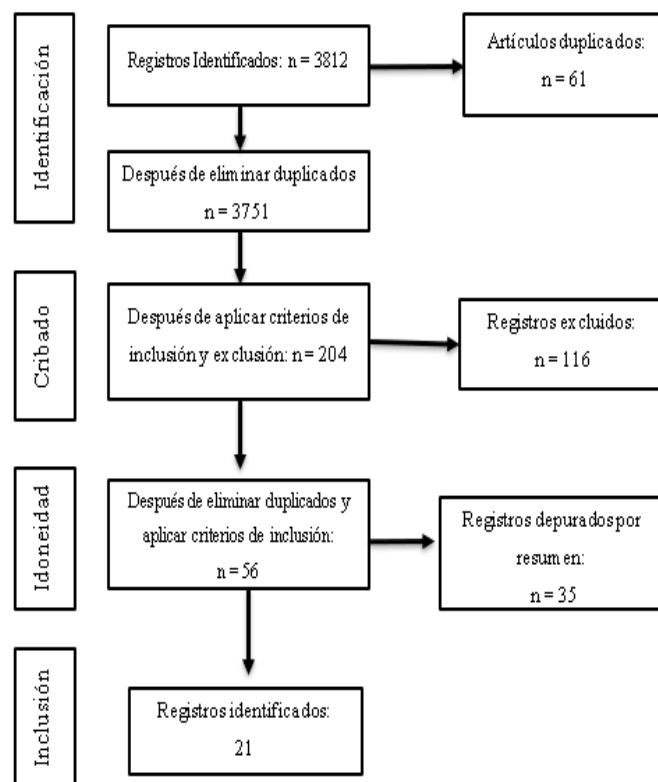 Identificación
Registros Identificados: n = 3812
Artículos duplicados:
n = 61
Después de eliminar duplicados
n = 3751
Cribado
Después de aplicar criterios de
inclusión y exclusión: n = 204
Registros excluidos:
n = 116
Idoneidad
Después de eliminar duplicados y
aplicar criterios de inclusión:
n = 56
Registros depurados por
resumen:
n = 35
Inclusión
Registros identificados:
21